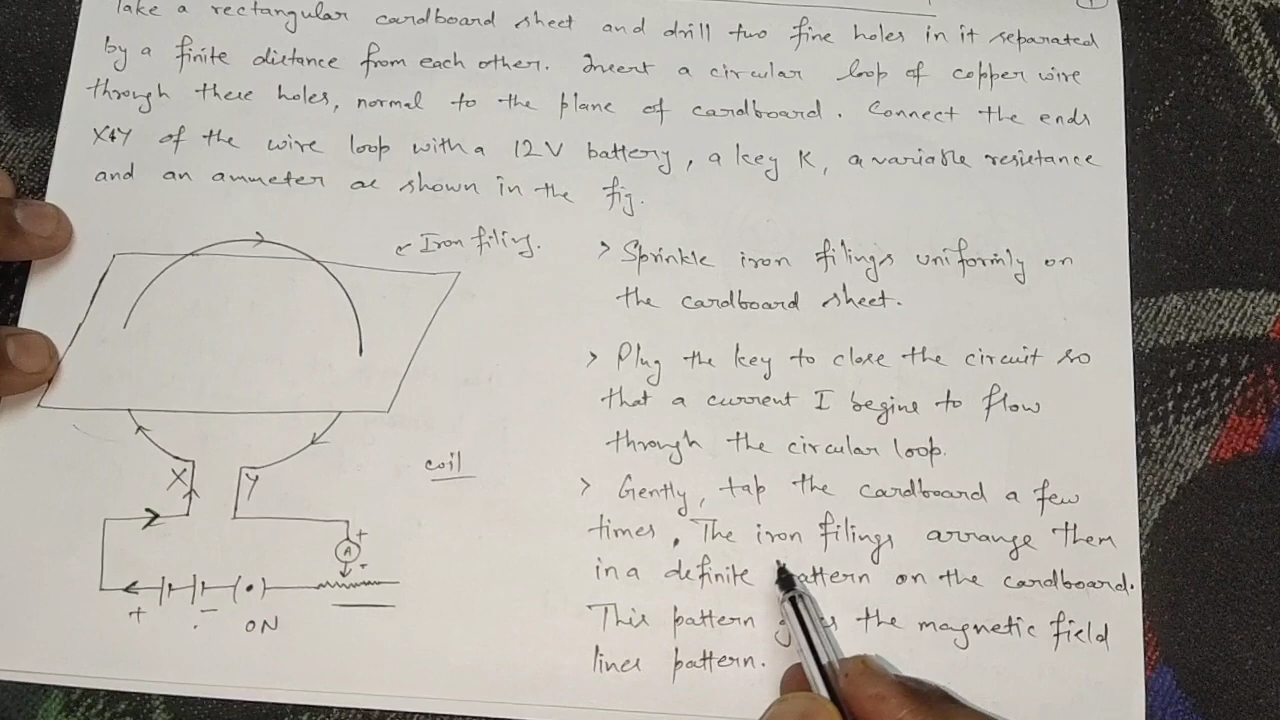 Take a rectangular cardboard sheet and drill two fine holes in it separated
by a finite distance from each other. Insert a circular loop of copper wire
through these holes, normal to the plane of cardboard. Connect the ends
X&Y of the wire loop with a 12V battery, a key K, a variable resistance
and an ammeter as shown in the fig.
Iron filing.
> Sprinkle iron filings uniformly on
the cardboard sheet.
> Plug the key to close the circuit so
that a current I begins to flow
through the circular loop.
coil
X Y
> Gently, tap the cardboard a few
times. The iron filings arrange them
in a definite pattern on the cardboard.
This pattern the magnetic field
lines pattern.
+
A
-
+ -
ON